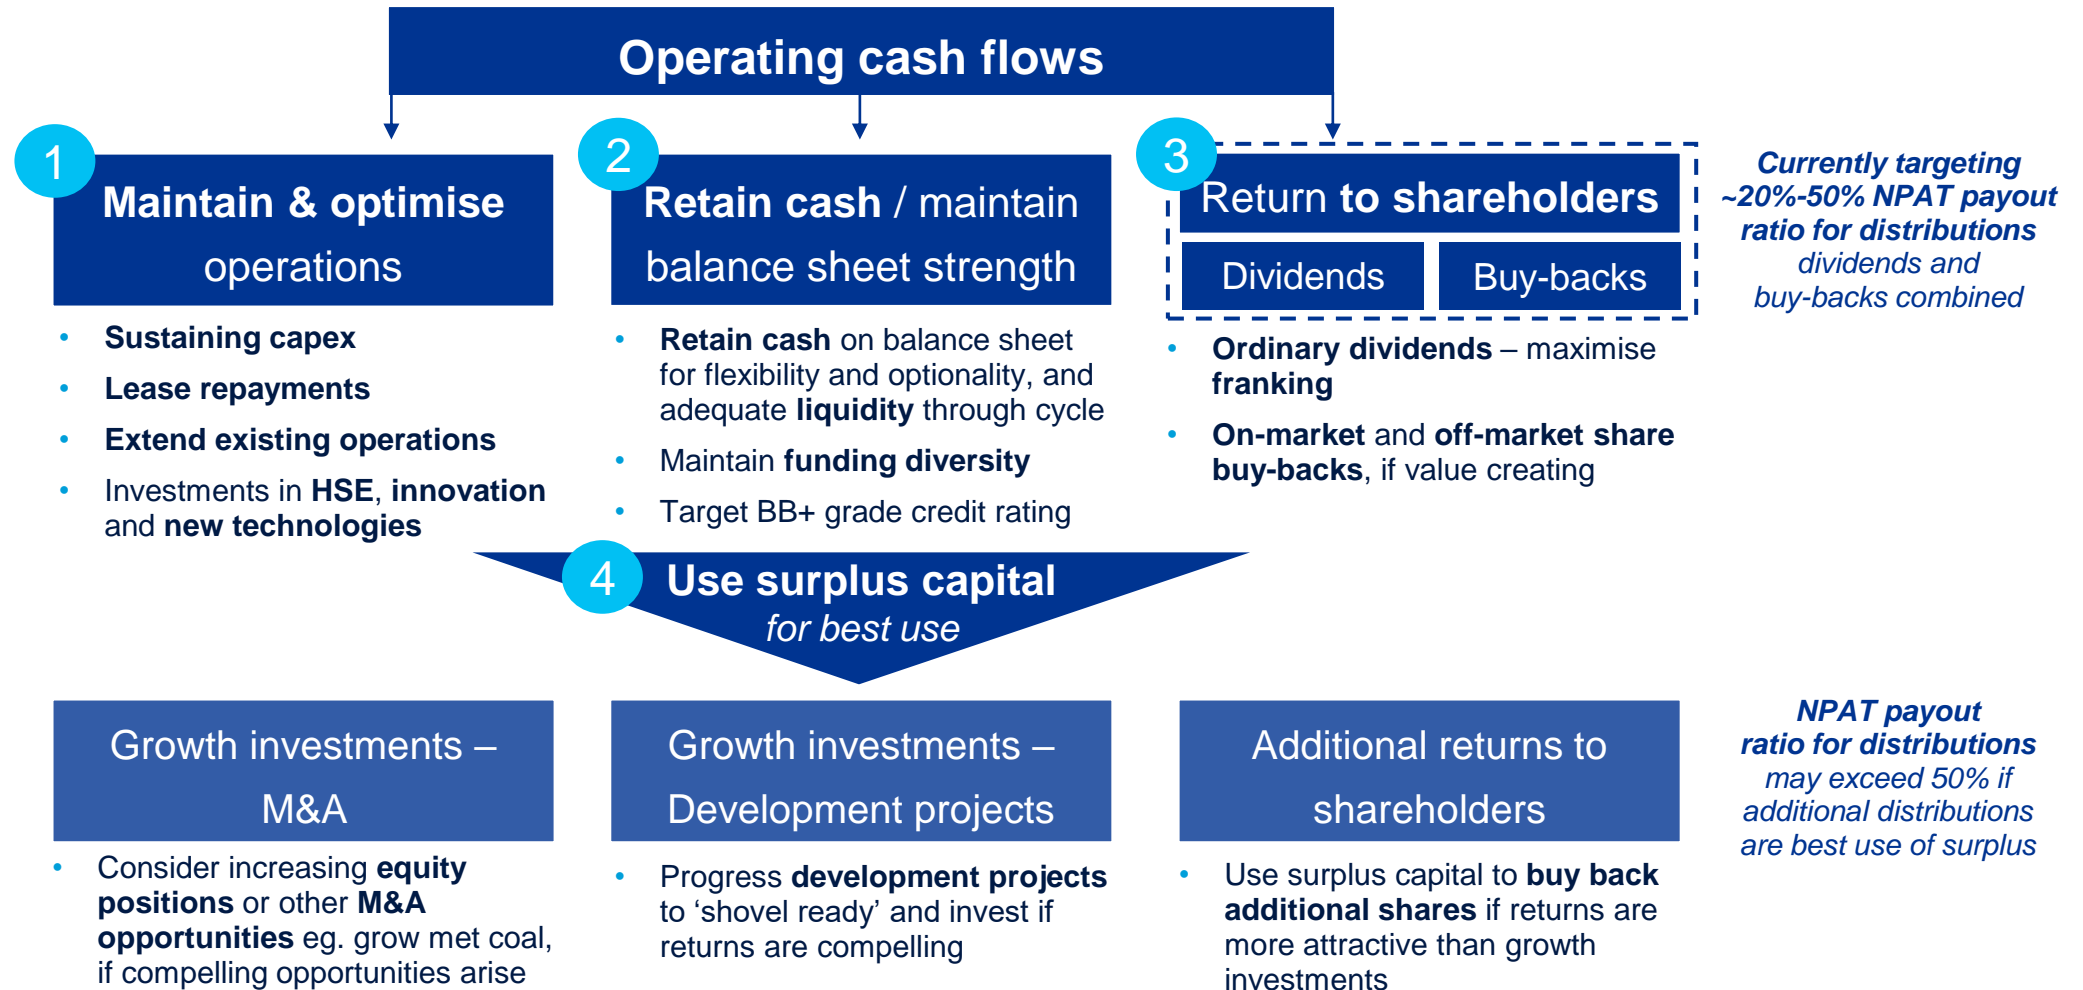 Operating cash flows
1
Maintain & optimise
operations
• Sustaining capex
• Lease repayments
• Extend existing operations
• Investments in HSE, innovation
and new technologies
2
Retain cash / maintain
balance sheet strength
• Retain cash on balance sheet
for flexibility and optionality, and
adequate liquidity through cycle
• Maintain funding diversity
• Target BB+ grade credit rating
3
Return to shareholders
Dividends
Buy-backs
• Ordinary dividends – maximise
franking
• On-market and off-market share
buy-backs, if value creating
Currently targeting
~20%-50% NPAT payout
ratio for distributions
dividends and
buy-backs combined
4
Use surplus capital
for best use
Growth investments –
M&A
• Consider increasing equity
positions or other M&A
opportunities eg. grow met coal,
if compelling opportunities arise
Growth investments –
Development projects
• Progress development projects
to ‘shovel ready’ and invest if
returns are compelling
Additional returns to
shareholders
• Use surplus capital to buy back
additional shares if returns are
more attractive than growth
investments
NPAT payout
ratio for distributions
may exceed 50% if
additional distributions
are best use of surplus